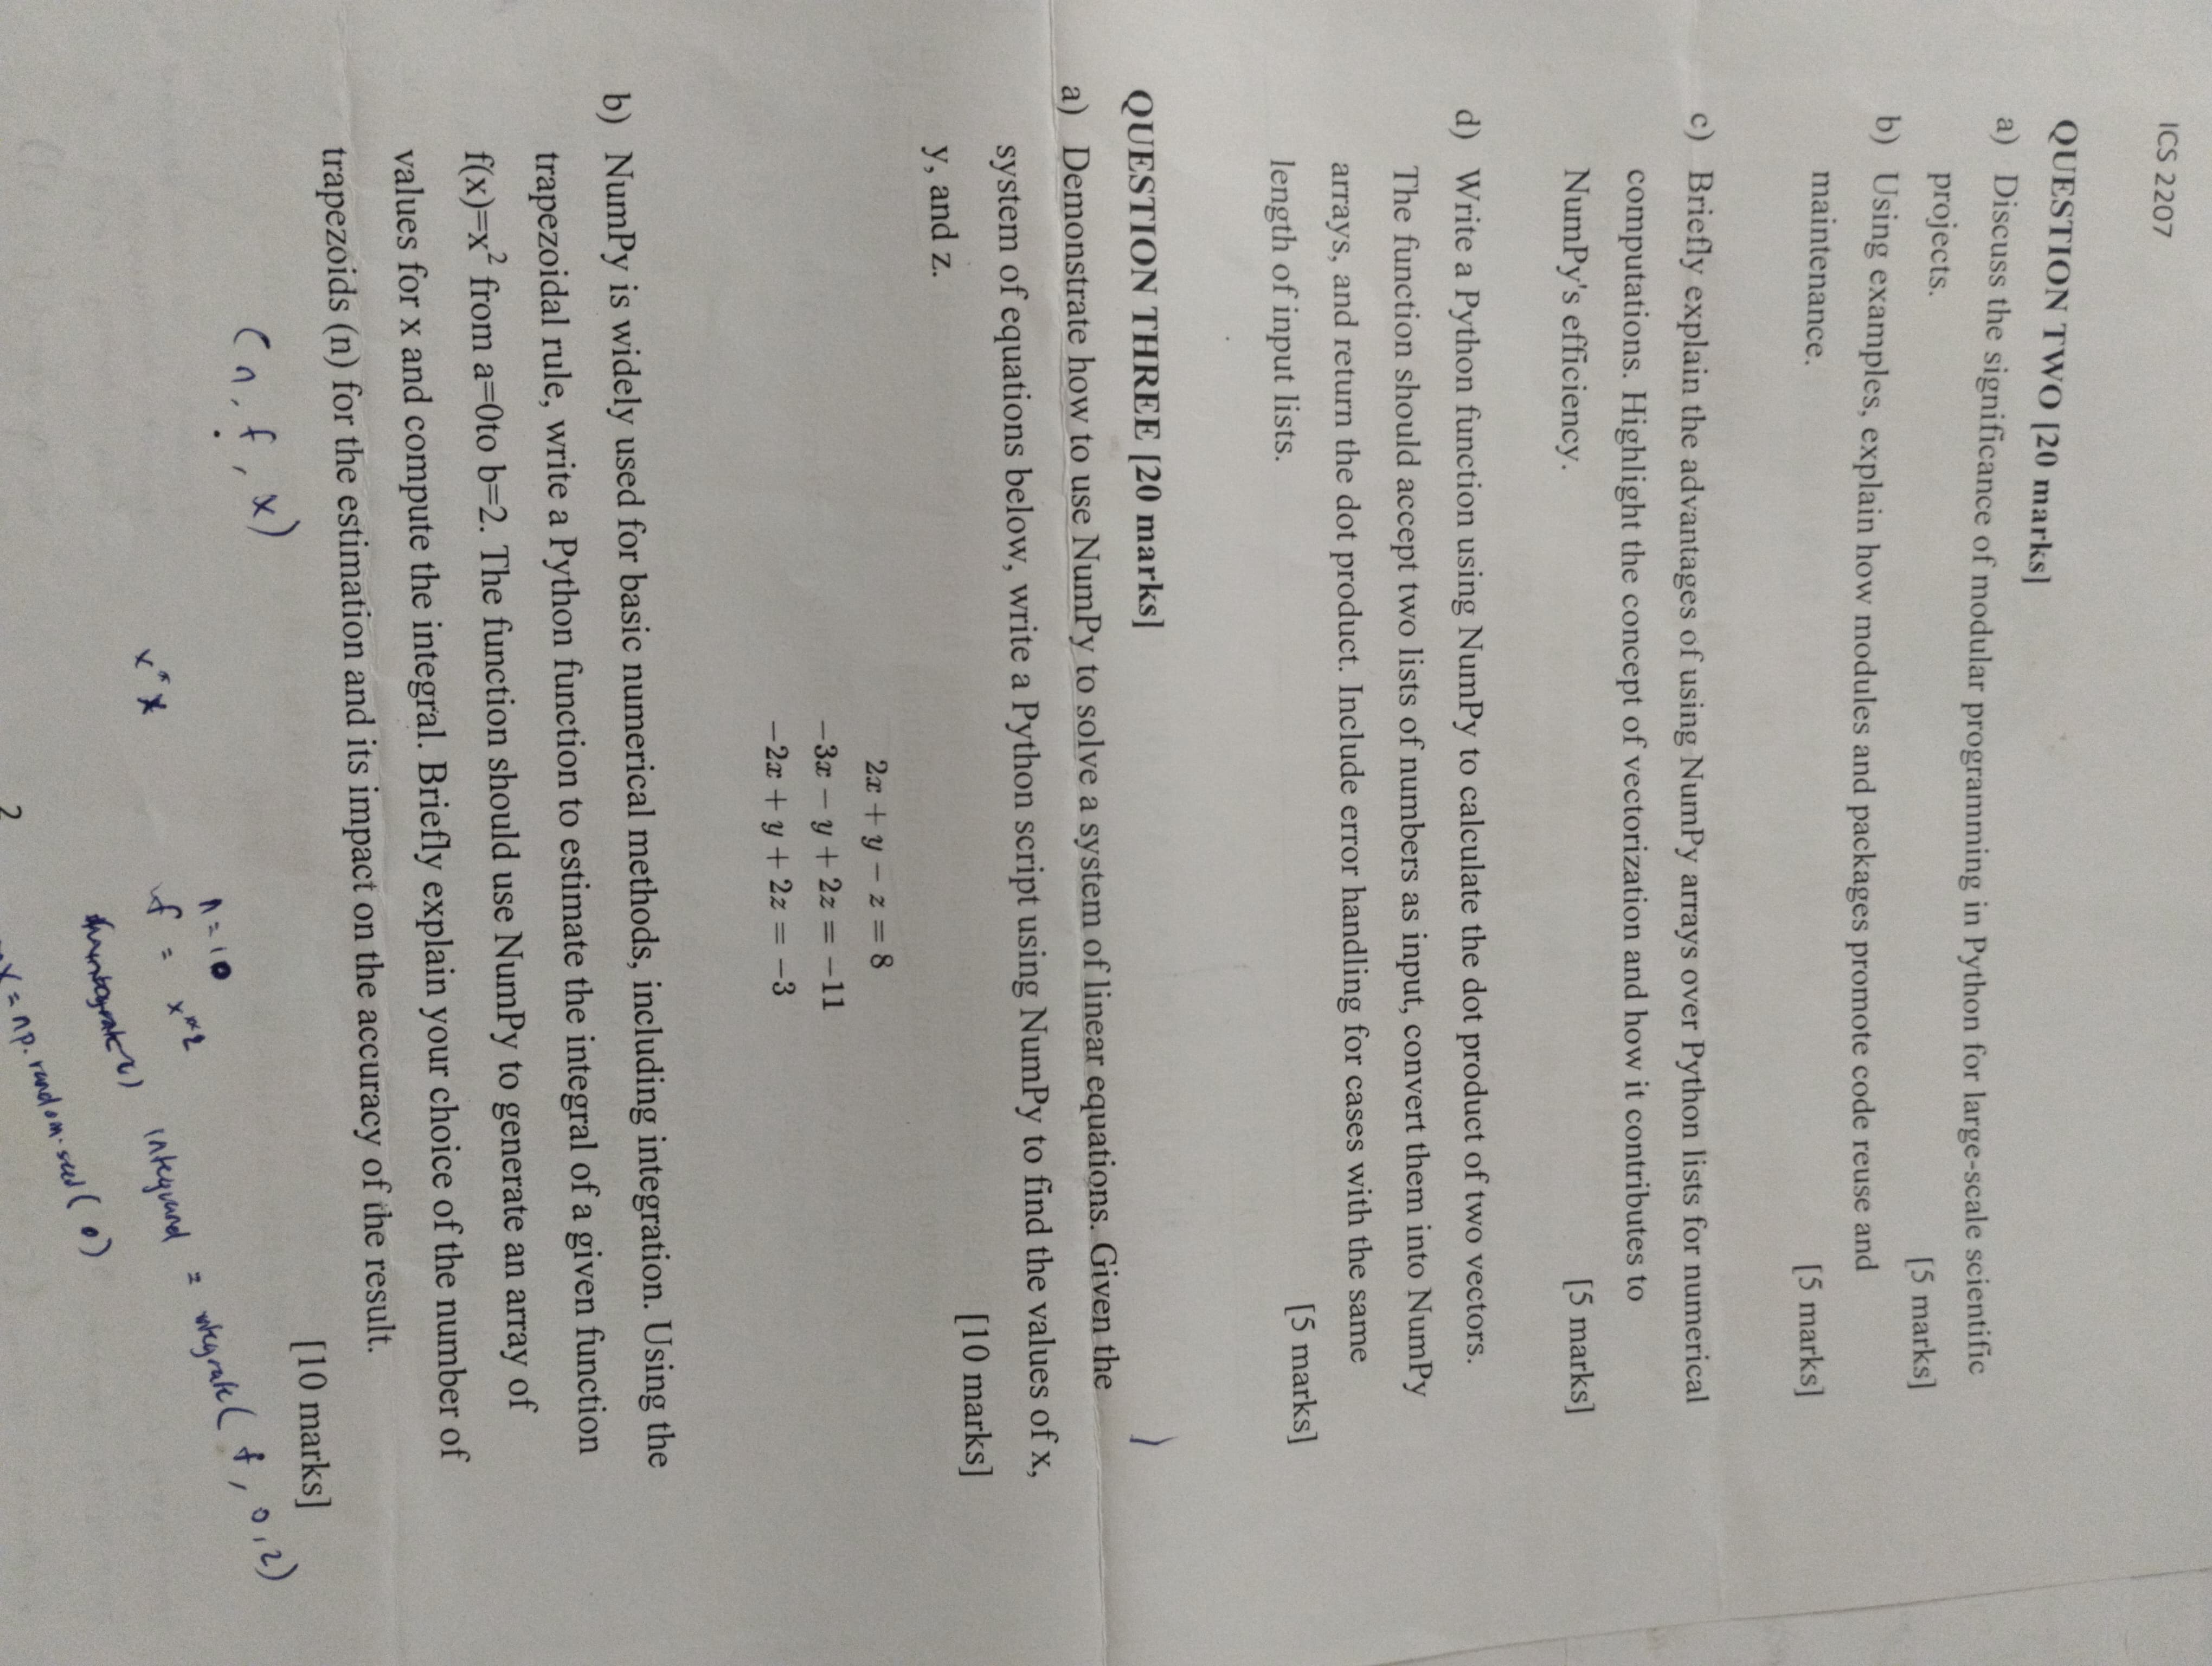 ICS 2207
QUESTION TWO [20 marks]
a) Discuss the significance of modular programming in Python for large-scale scientific
projects. [5 marks]
b) Using examples, explain how modules and packages promote code reuse and
maintenance. [5 marks]
c) Briefly explain the advantages of using NumPy arrays over Python lists for numerical
computations. Highlight the concept of vectorization and how it contributes to
NumPy's efficiency. [5 marks]
d) Write a Python function using NumPy to calculate the dot product of two vectors.
The function should accept two lists of numbers as input, convert them into NumPy
arrays, and return the dot product. Include error handling for cases with the same
length of input lists. [5 marks]
QUESTION THREE [20 marks]
a) Demonstrate how to use NumPy to solve a system of linear equations. Given the
system of equations below, write a Python script using NumPy to find the values of x,
y, and z. [10 marks]
2x + y − z = 8
−3x − y + 2z = −11
−2x + y + 2z = −3
b) NumPy is widely used for basic numerical methods, including integration. Using the
trapezoidal rule, write a Python function to estimate the integral of a given function
f(x)=x² from a=0to b=2. The function should use NumPy to generate an array of
values for x and compute the integral. Briefly explain your choice of the number of
trapezoids (n) for the estimation and its impact on the accuracy of the result.
[10 marks]
(n, f, x)
n = 10
f = x**2
integrand = integrate(f, 0, 2)
x*x
x = np.random.seed(0)
2